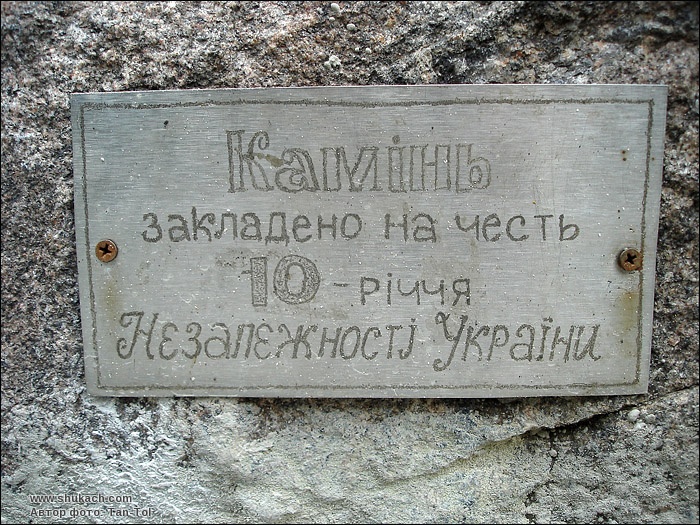 Камінь
закладено на честь
10-річчя
Незалежності України
www.shukach.com
Автор фото: Tan-Tol